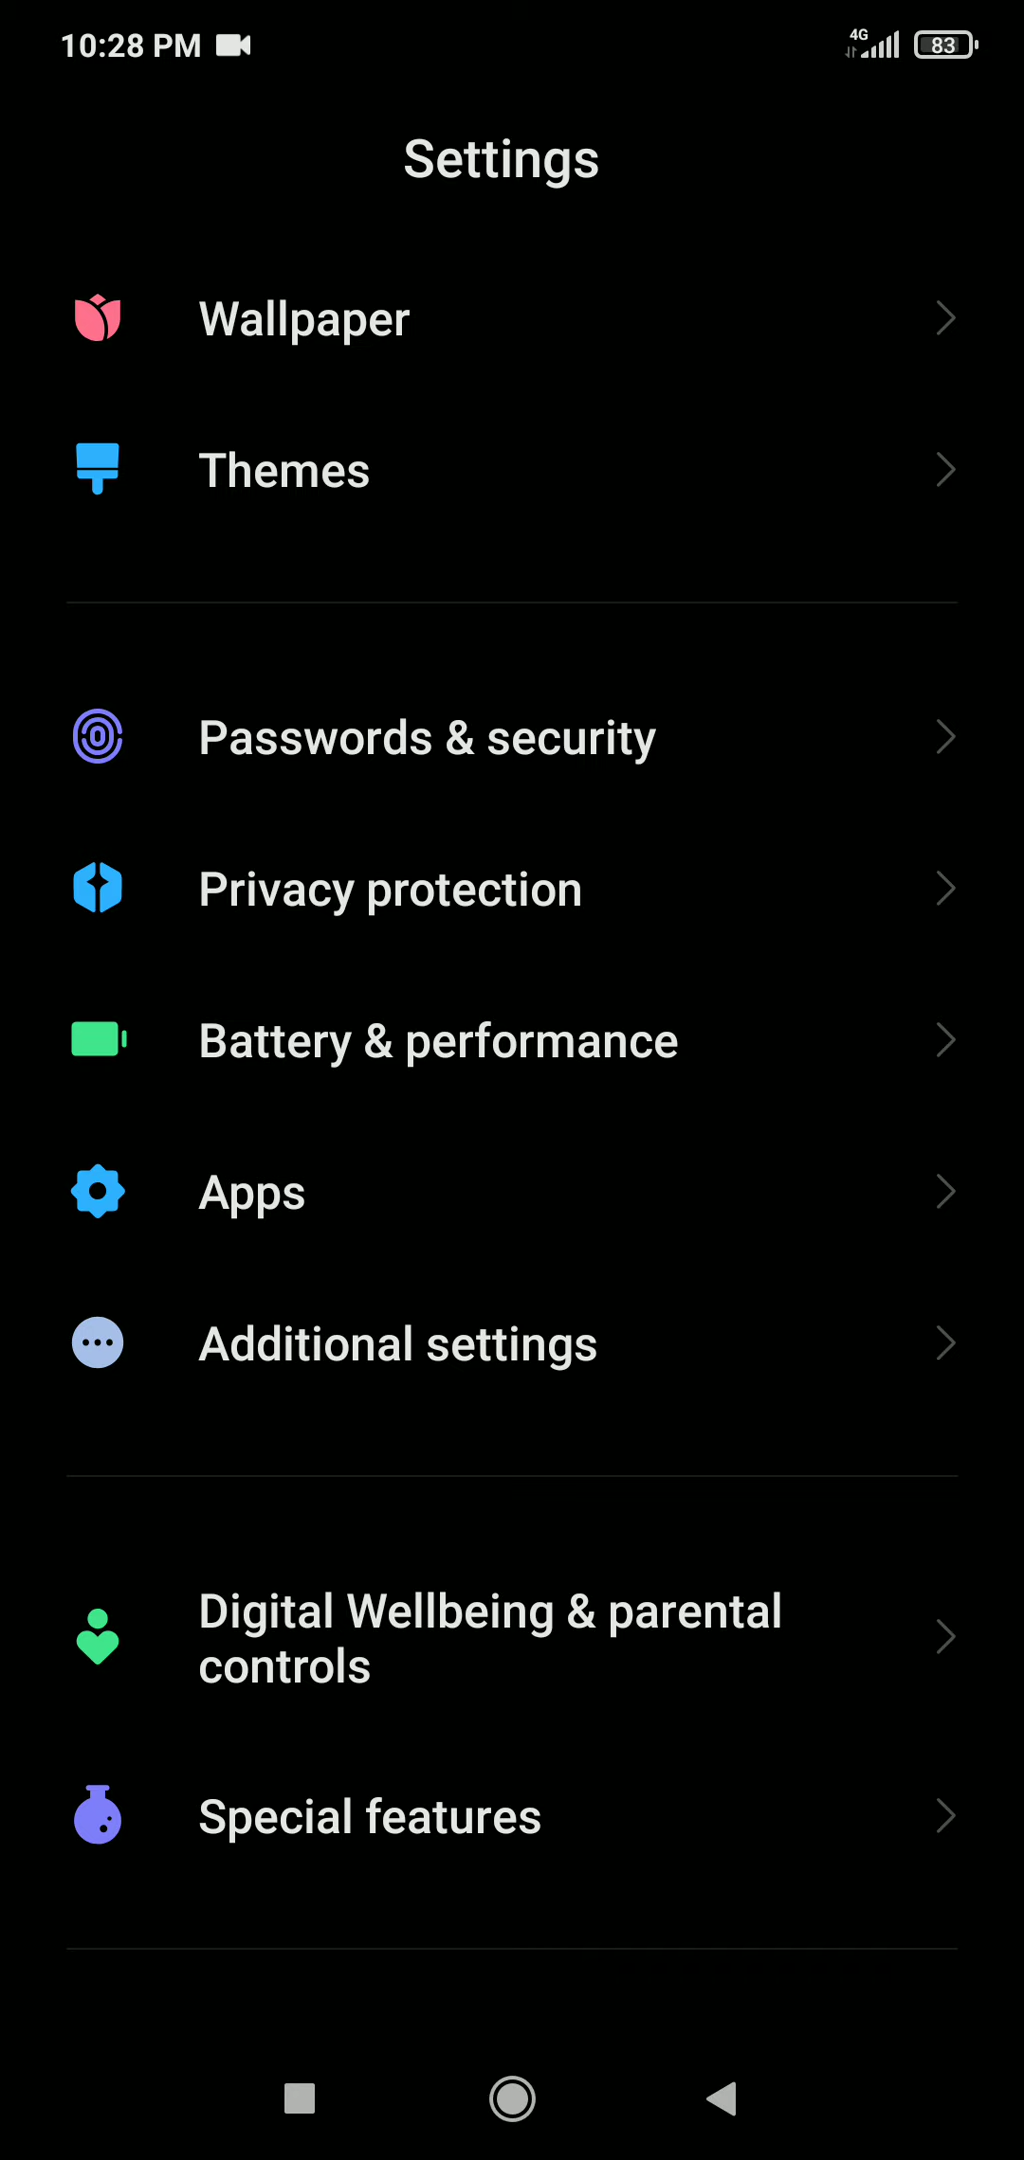 10:28 PM
4G
83
Settings
Wallpaper
Themes
Passwords & security
Privacy protection
Battery & performance
Apps
Additional settings
Digital Wellbeing & parental
controls
Special features